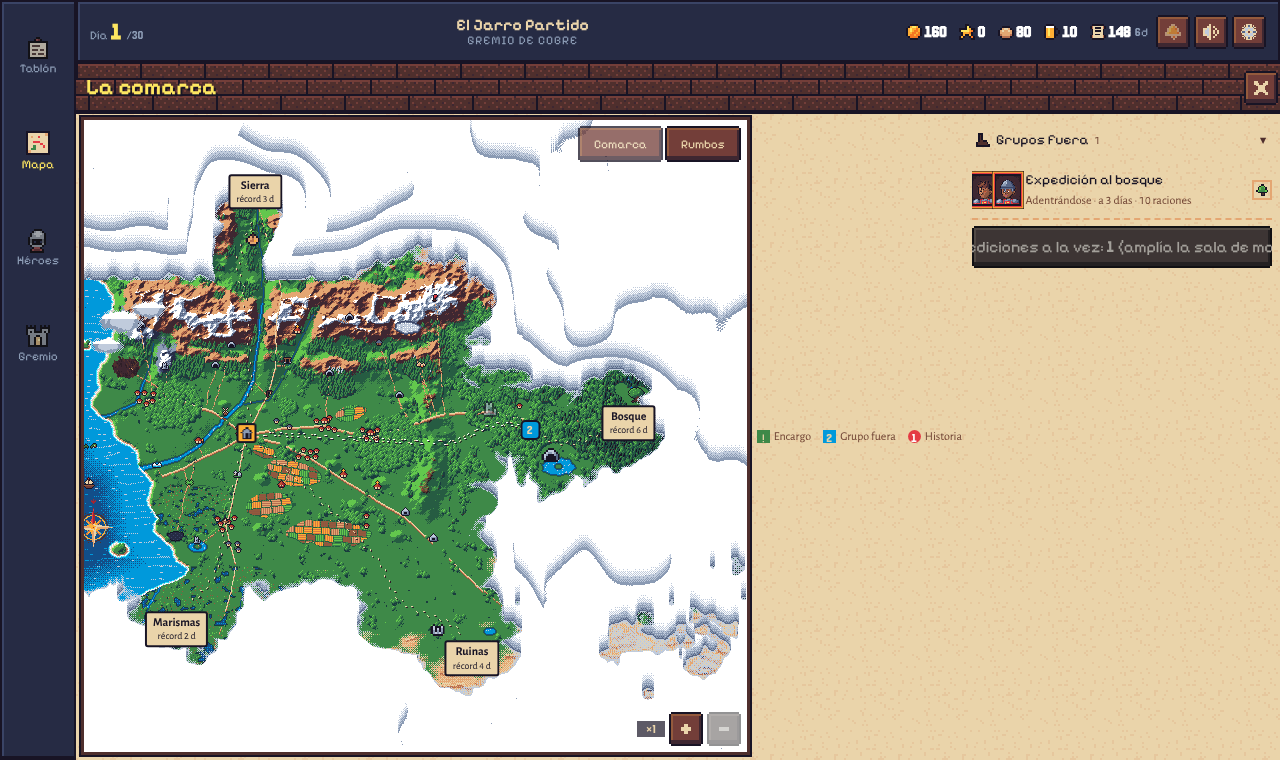 Día 1 /30
El Jarro Partido
GREMIO DE COBRE
160 0 80 10 148 6d
Tablón
Mapa
Héroes
Gremio
La comarca
Comarca Rumbos
Sierra
récord 3 d
Bosque
récord 6 d
2
Marismas
récord 2 d
Ruinas
récord 4 d
×1
! Encargo 2 Grupo fuera 1 Historia
Grupos fuera 1
Expedición al bosque
Adentrándose · a 3 días · 10 raciones
diciones a la vez: 1 (amplía la sala de ma